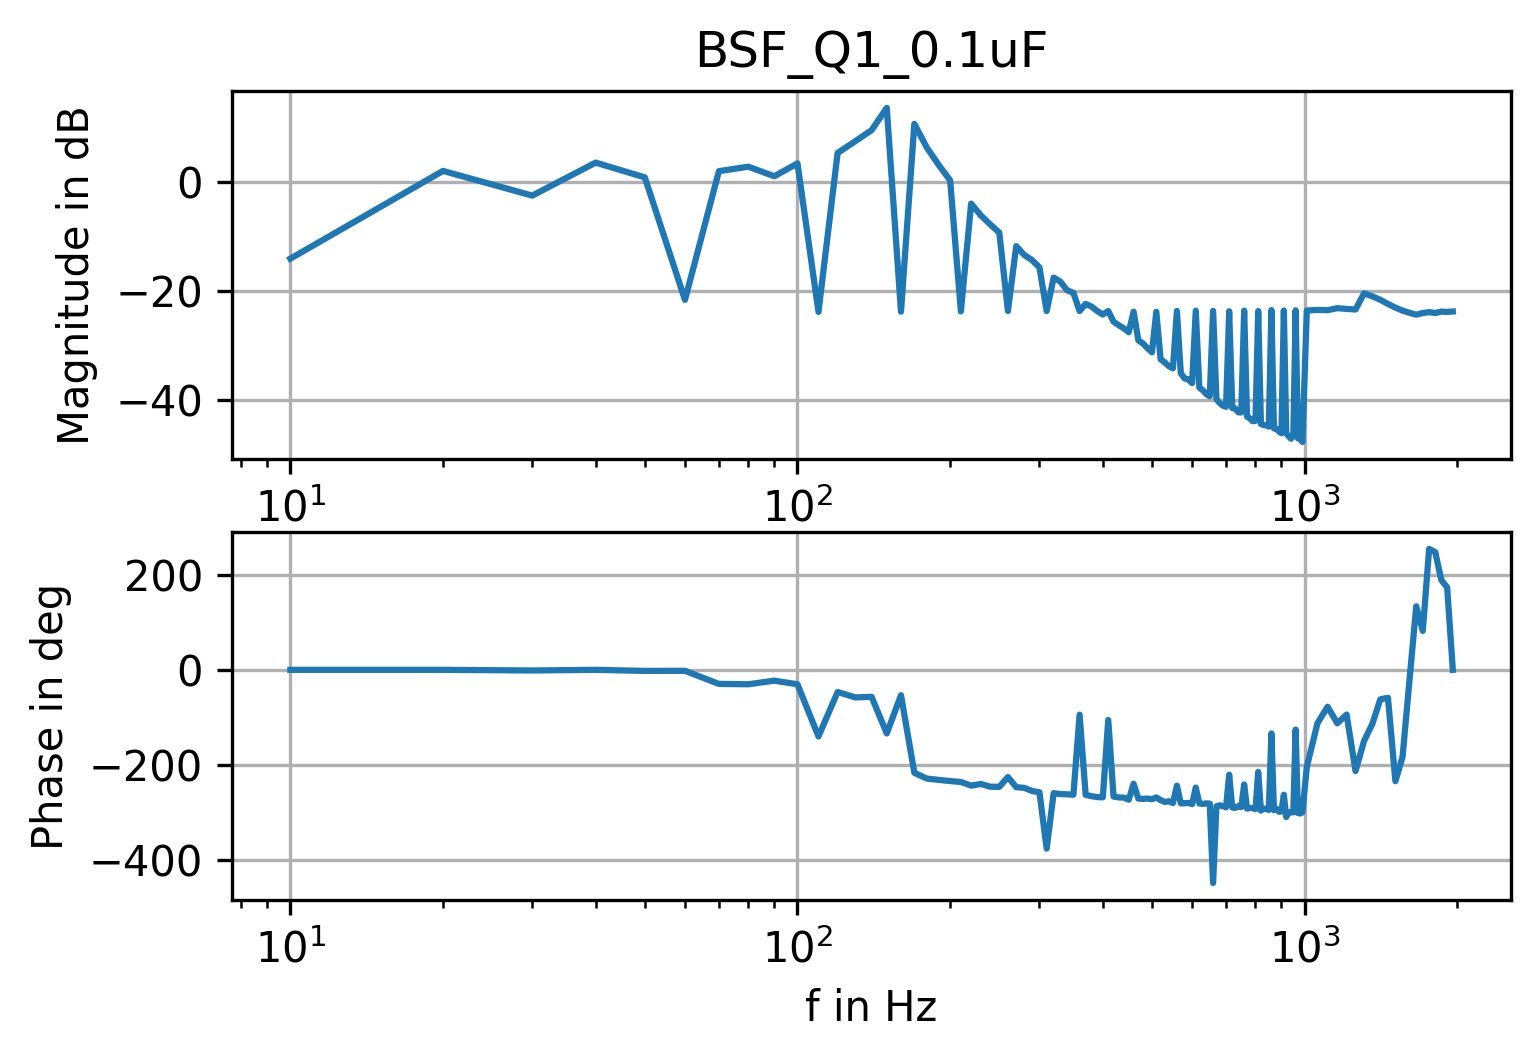 BSF_Q1_0.1uF
Magnitude in dB
0
−20
−40
10¹ 10² 10³
Phase in deg
200
0
−200
−400
10¹ 10² 10³
f in Hz